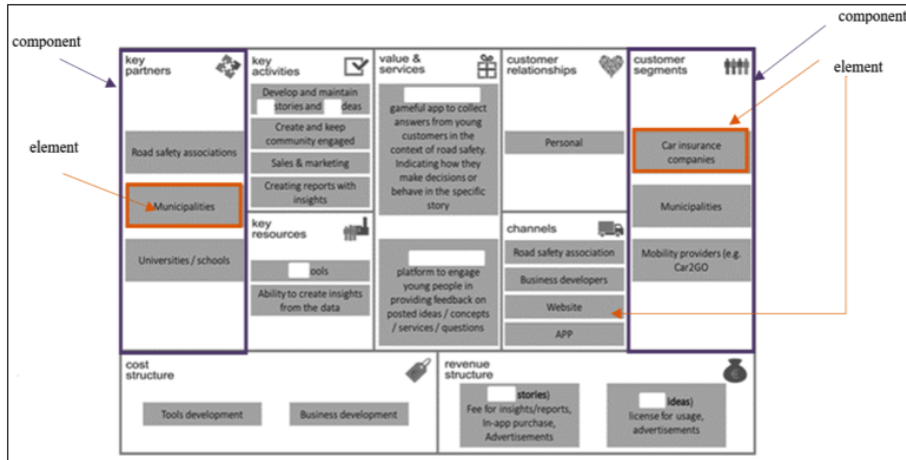 component
component
element
element
key
partners
Road safety associations
Municipalities
Universities / schools
key
activities
Develop and maintain
stories and deas
Create and keep
community engaged
Sales & marketing
Creating reports with
insights
key
resources
ools
Ability to create insights
from the data
value &
services
gameful app to collect
answers from young
customers in the
context of road safety.
Indicating how they
make decisions or
behave in the specific
story
platform to engage
young people in
providing feedback on
posted ideas / concepts
/ services / questions
customer
relationships
Personal
channels
Road safety association
Business developers
Website
APP
customer
segments
Car insurance
companies
Municipalities
Mobility providers (e.g.
Car2GO
cost
structure
Tools development
Business development
revenue
structure
stories)
Fee for insights/reports,
In-app purchase,
Advertisements
ideas)
license for usage,
advertisements
€